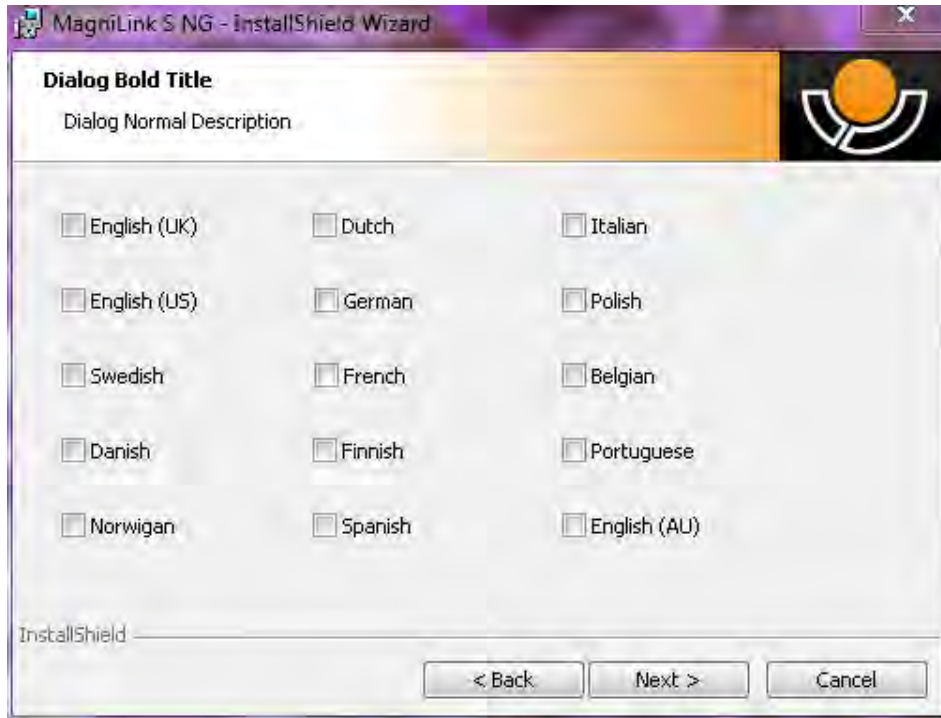 MagniLink S NG - InstallShield Wizard
X
Dialog Bold Title
Dialog Normal Description
English (UK) Dutch Italian
English (US) German Polish
Swedish French Belgian
Danish Finnish Portuguese
Norwigan Spanish English (AU)
InstallShield
< Back Next > Cancel